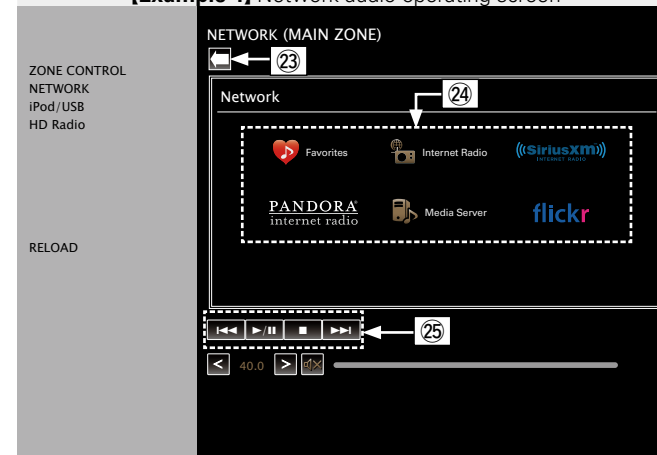 [Example 4] Network audio operating screen
ZONE CONTROL
NETWORK
iPod/USB
HD Radio
RELOAD
NETWORK (MAIN ZONE)
㉓
Network
㉔
Favorites
Internet Radio
((SiriusXM))
INTERNET RADIO
PANDORA
internet radio
Media Server
flickr
㉕
< 40.0 >